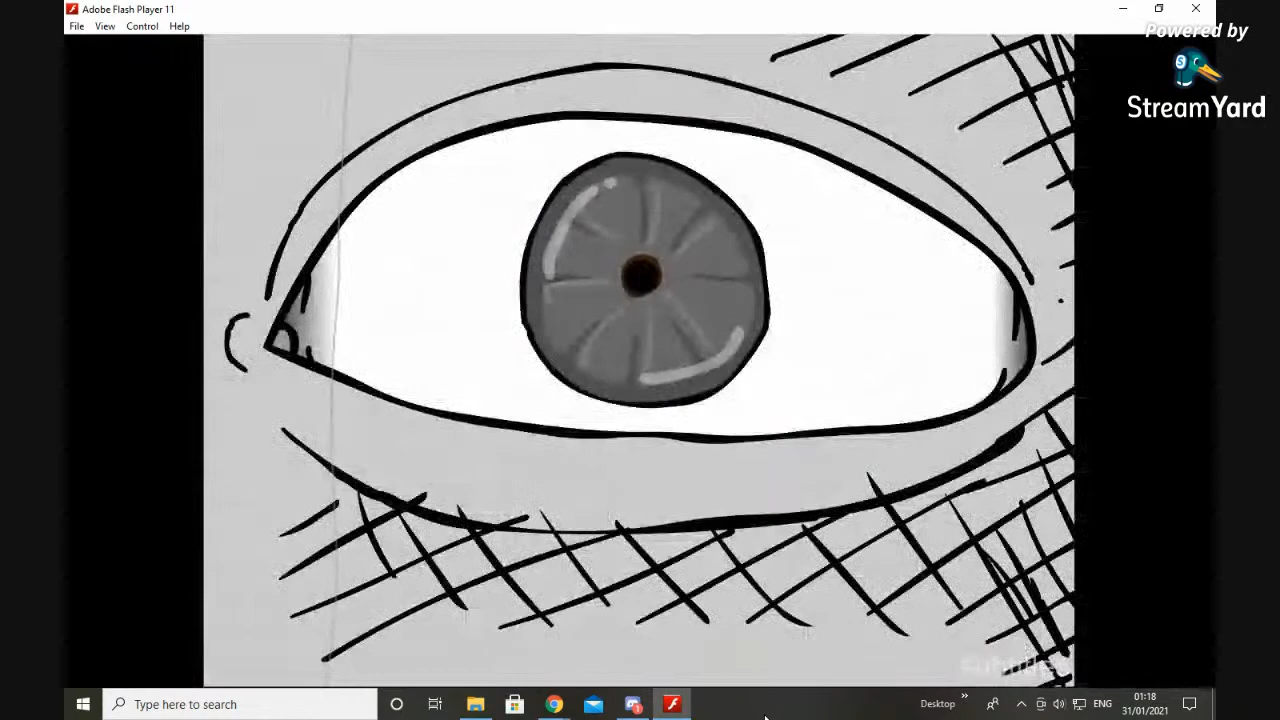 Adobe Flash Player 11
File View Control Help
Powered by
StreamYard
Subtitles
Type here to search
Desktop
ENG
01:18
31/01/2021